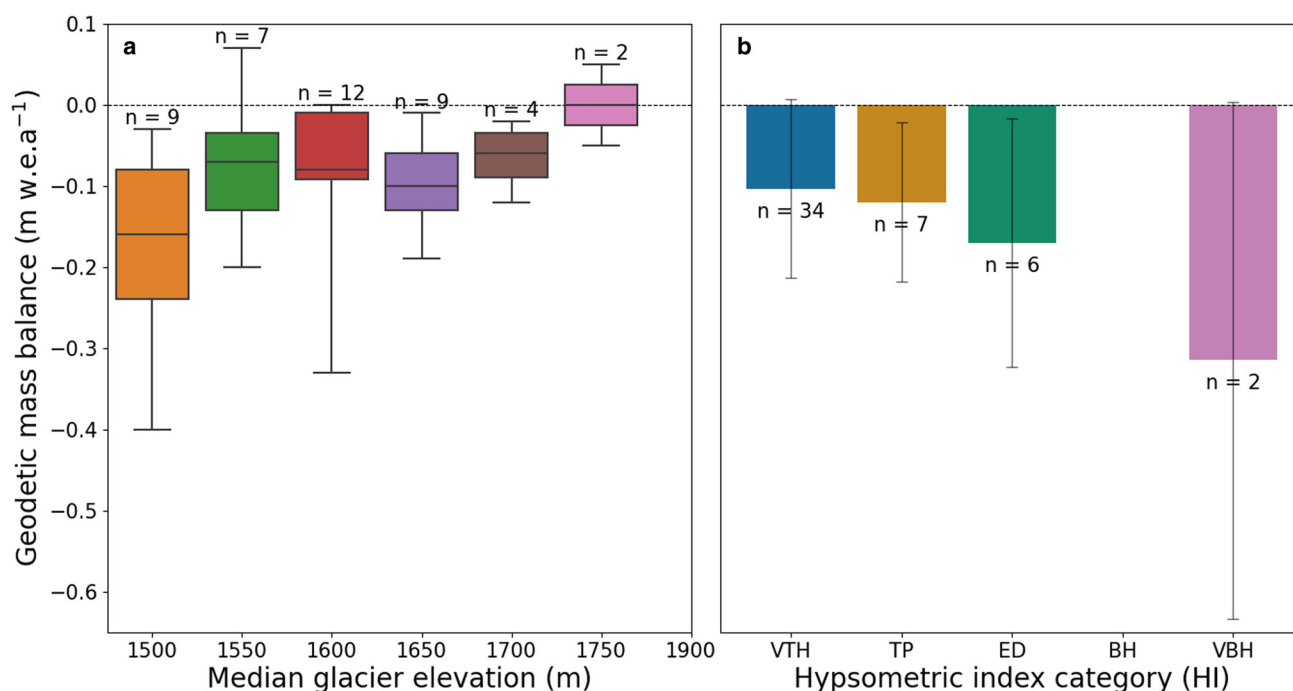 a
b
n = 9
n = 7
n = 12
n = 9
n = 4
n = 2
n = 34
n = 7
n = 6
n = 2
0.1
0.0
−0.1
−0.2
−0.3
−0.4
−0.5
−0.6
Geodetic mass balance (m w.e.a⁻¹)
1500 1550 1600 1650 1700 1750 1900
Median glacier elevation (m)
VTH TP ED BH VBH
Hypsometric index category (HI)